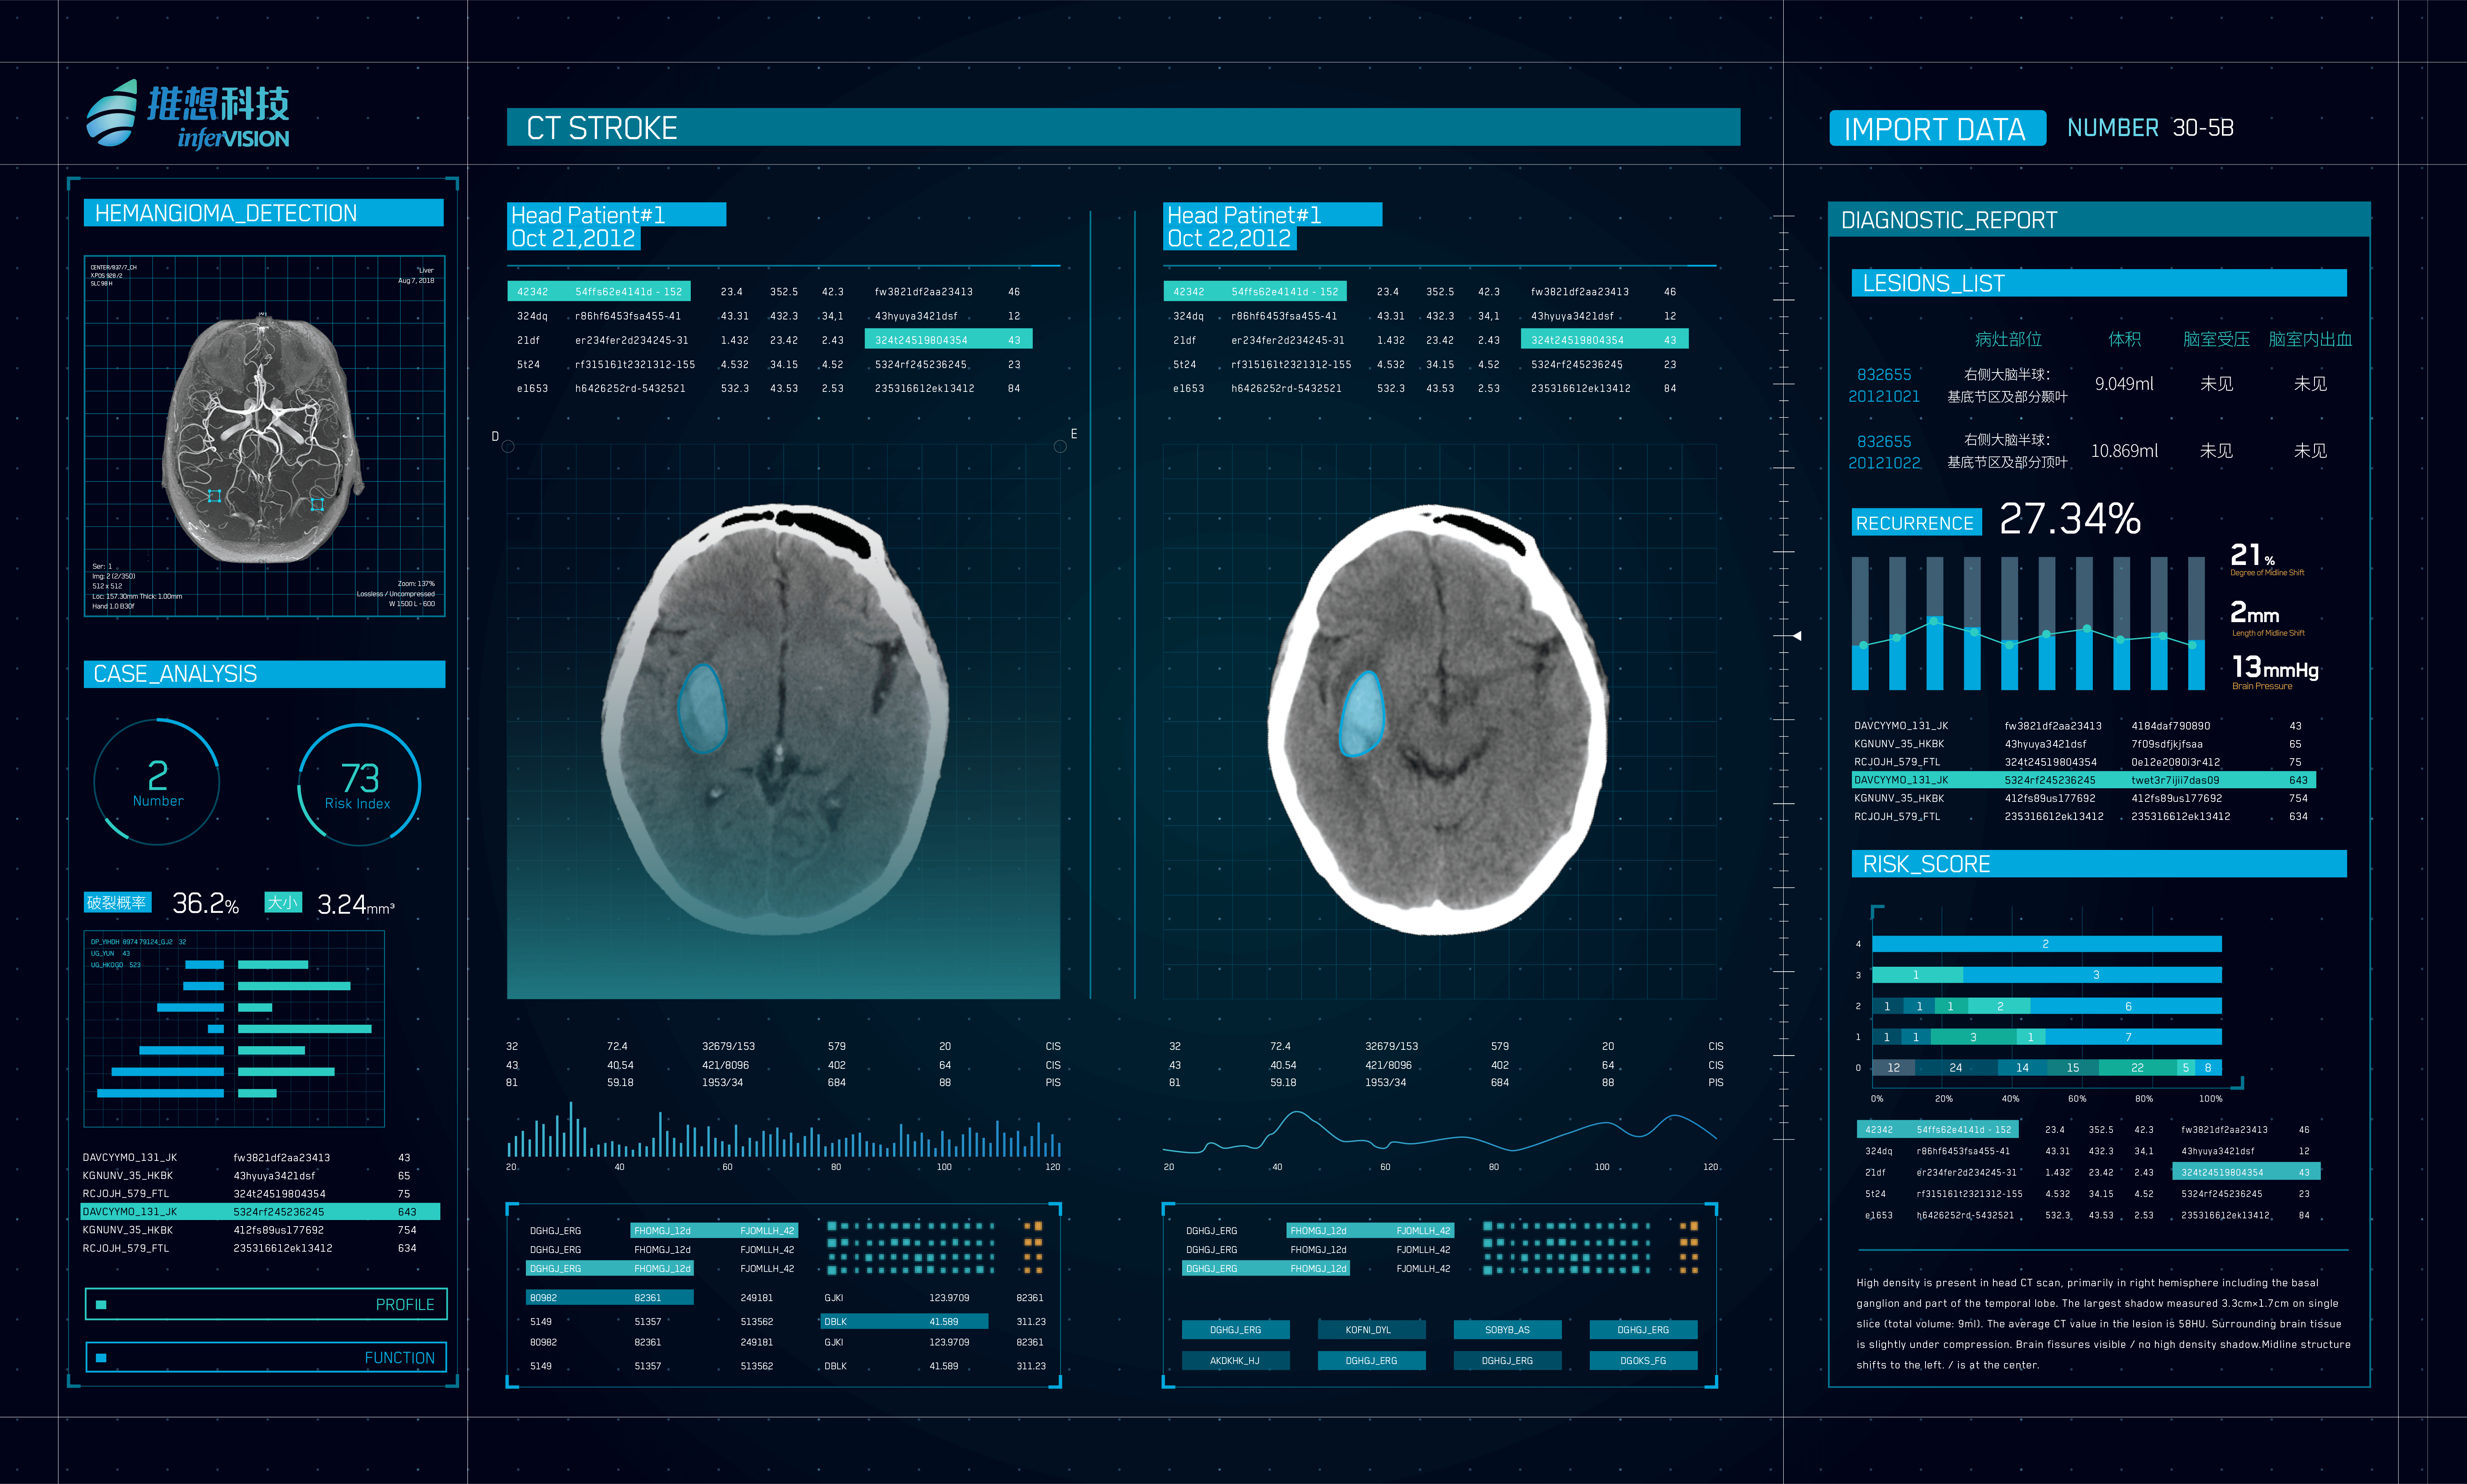 推想科技
inferVISION
CT STROKE
IMPORT DATA NUMBER 30-5B
HEMANGIOMA_DETECTION
CENTER/837/7_CH
XPOS 928 /2
SLC 98 H
"Liver
Aug 7, 2018
Ser: 1
Img: 2 (2/350)
512 x 512
Loc: 157.30mm Thick: 1.00mm
Hand 1.0 B30f
Zoom: 137%
Lossless / Uncompressed
W 1500 L - 600
CASE_ANALYSIS
2
Number
73
Risk Index
破裂概率 36.2% 大小 3.24mm³
DP_YIHDH 8974 79124_GJ2 32
UG_YUN 43
UG_HKOGO 523
DAVCYYMO_131_JK fw3821df2aa23413 43
KGNUNV_35_HKBK 43hyuya3421dsf 65
RCJOJH_579_FTL 324t24519804354 75
DAVCYYMO_131_JK 5324rf245236245 643
KGNUNV_35_HKBK 412fs89us177692 754
RCJOJH_579_FTL 235316612ek13412 634
PROFILE
FUNCTION
Head Patient#1
Oct 21,2012
42342 54ffs62e4141d - 152 23.4 352.5 42.3 fw3821df2aa23413 46
324dq r86hf6453fsa455-41 43.31 432.3 34,1 43hyuya3421dsf 12
21df er234fer2d234245-31 1.432 23.42 2.43 324t24519804354 43
5t24 rf315161t2321312-155 4.532 34.15 4.52 5324rf245236245 23
e1653 h6426252rd-5432521 532.3 43.53 2.53 235316612ek13412 84
D E
32 72.4 32679/153 579 20 CIS
43 40.54 421/8096 402 64 CIS
81 59.18 1953/34 684 88 PIS
20 40 60 80 100 120
DGHGJ_ERG FHOMGJ_12d FJOMLLH_42
DGHGJ_ERG FHOMGJ_12d FJOMLLH_42
DGHGJ_ERG FHOMGJ_12d FJOMLLH_42
80982 82361 249181 GJKI 123.9709 82361
5149 51357 513562 DBLK 41.589 311.23
80982 82361 249181 GJKI 123.9709 82361
5149 51357 513562 DBLK 41.589 311.23
Head Patinet#1
Oct 22,2012
42342 54ffs62e4141d - 152 23.4 352.5 42.3 fw3821df2aa23413 46
324dq r86hf6453fsa455-41 43.31 432.3 34,1 43hyuya3421dsf 12
21df er234fer2d234245-31 1.432 23.42 2.43 324t24519804354 43
5t24 rf315161t2321312-155 4.532 34.15 4.52 5324rf245236245 23
e1653 h6426252rd-5432521 532.3 43.53 2.53 235316612ek13412 84
32 72.4 32679/153 579 20 CIS
43 40.54 421/8096 402 64 CIS
81 59.18 1953/34 684 88 PIS
20 40 60 80 100 120
DGHGJ_ERG FHOMGJ_12d FJOMLLH_42
DGHGJ_ERG FHOMGJ_12d FJOMLLH_42
DGHGJ_ERG FHOMGJ_12d FJOMLLH_42
DGHGJ_ERG KOFNI_DYL SOBYB_AS DGHGJ_ERG
AKDKHK_HJ DGHGJ_ERG DGHGJ_ERG DGOKS_FG
DIAGNOSTIC_REPORT
LESIONS_LIST
病灶部位 体积 脑室受压 脑室内出血
832655
20121021
右侧大脑半球:
基底节区及部分颞叶
9.049ml 未见 未见
832655
20121022
右侧大脑半球:
基底节区及部分顶叶
10.869ml 未见 未见
RECURRENCE 27.34%
21%
Degree of Midline Shift
2mm
Length of Midline Shift
13mmHg
Brain Pressure
DAVCYYMO_131_JK fw3821df2aa23413 4184daf790890 43
KGNUNV_35_HKBK 43hyuya3421dsf 7f09sdfjkjfsaa 65
RCJOJH_579_FTL 324t24519804354 0e12e2080i3r412 75
DAVCYYMO_131_JK 5324rf245236245 twet3r7ijii7das09 643
KGNUNV_35_HKBK 412fs89us177692 412fs89us177692 754
RCJOJH_579_FTL 235316612ek13412 235316612ek13412 634
RISK_SCORE
4 2
3 1 3
2 1 1 1 2 6
1 1 1 3 1 7
0 12 24 14 15 22 5 8
0% 20% 40% 60% 80% 100%
42342 54ffs62e4141d - 152 23.4 352.5 42.3 fw3821df2aa23413 46
324dq r86hf6453fsa455-41 43.31 432.3 34,1 43hyuya3421dsf 12
21df er234fer2d234245-31 1.432 23.42 2.43 324t24519804354 43
5t24 rf315161t2321312-155 4.532 34.15 4.52 5324rf245236245 23
e1653 h6426252rd-5432521 532.3 43.53 2.53 235316612ek13412 84
High density is present in head CT scan, primarily in right hemisphere including the basal
ganglion and part of the temporal lobe. The largest shadow measured 3.3cm×1.7cm on single
slice (total volume: 9ml). The average CT value in the lesion is 58HU. Surrounding brain tissue
is slightly under compression. Brain fissures visible / no high density shadow.Midline structure
shifts to the left. / is at the center.